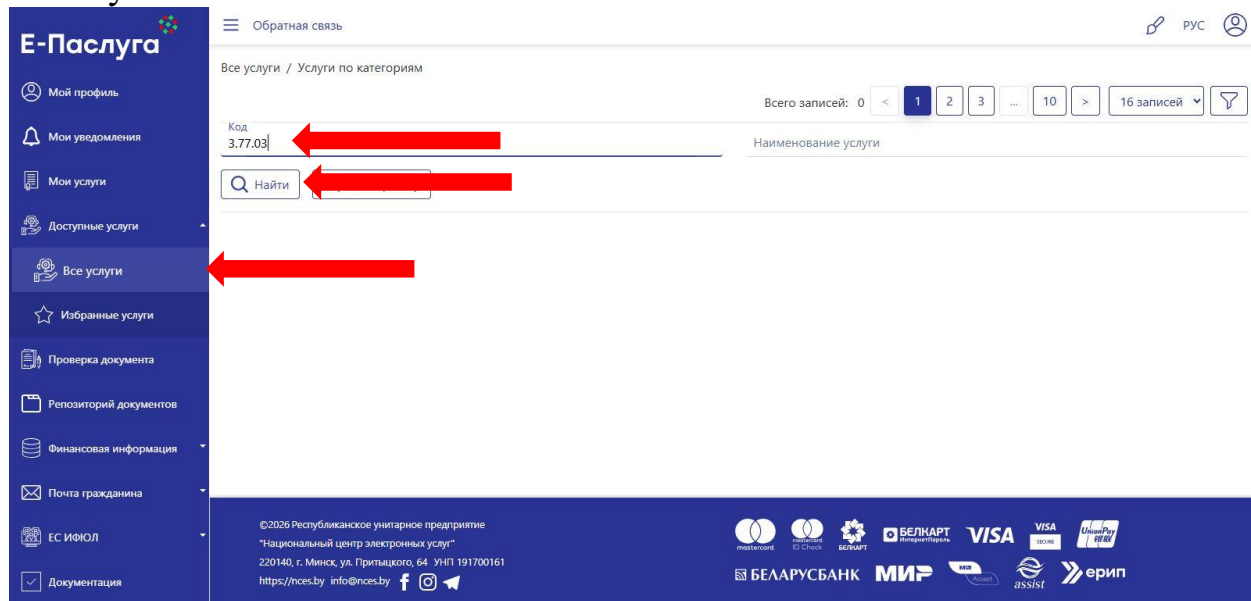 Е-Паслуга
Мой профиль
Мои уведомления
Мои услуги
Доступные услуги
Все услуги
Избранные услуги
Проверка документа
Репозиторий документов
Финансовая информация
Почта гражданина
ЕС ИФЮЛ
Документация
Обратная связь
РУС
Все услуги / Услуги по категориям
Всего записей: 0 < 1 2 3 ... 10 > 16 записей
Код
3.77.03
Наименование услуги
Найти
©2026 Республиканское унитарное предприятие
"Национальный центр электронных услуг"
220140, г. Минск, ул. Притыцкого, 64 УНП 191700161
https://nces.by info@nces.by
mastercard
mastercard
ID Check
БЕЛКАРТ
БЕЛКАРТ
ИнтернетПароль
VISA
VISA
SECURE
UnionPay
БЕЛАРУСБАНК
МИР
МИР
Accept
assist
ерип